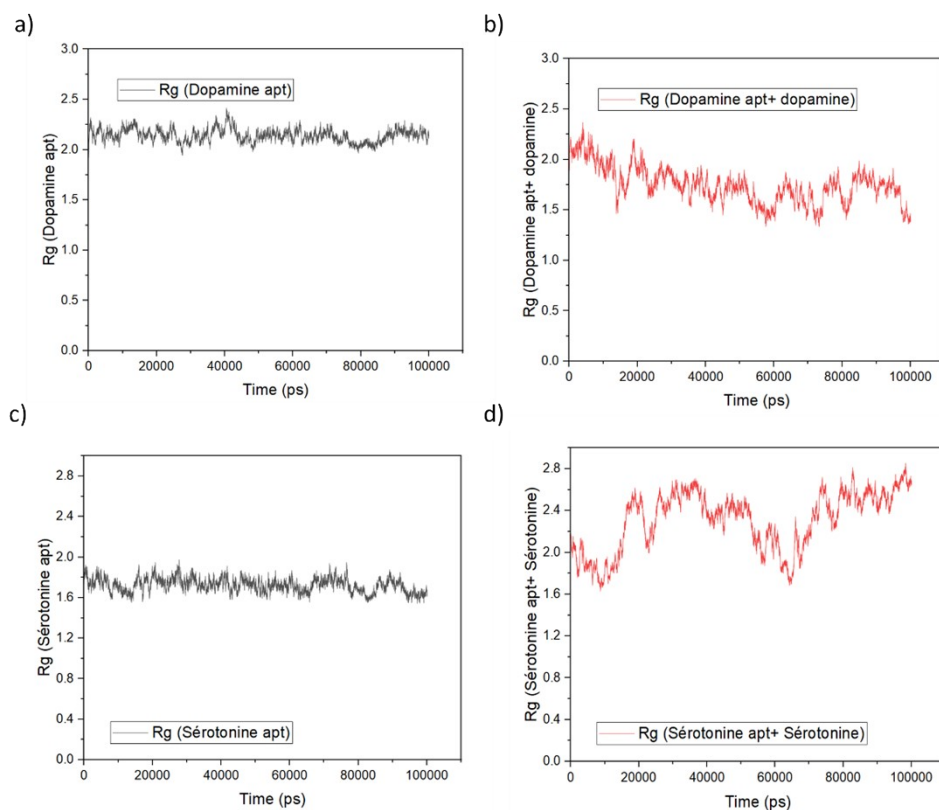 a)
3.0
2.5
2.0
1.5
1.0
0.5
0.0
Rg (Dopamine apt)
Rg (Dopamine apt)
0 20000 40000 60000 80000 100000
Time (ps)
b)
3.0
2.5
2.0
1.5
1.0
0.5
0.0
Rg (Dopamine apt+ dopamine)
Rg (Dopamine apt+ dopamine)
0 20000 40000 60000 80000 100000
Time (ps)
c)
2.8
2.4
2.0
1.6
1.2
0.8
0.4
0.0
Rg (Sérotonine apt)
Rg (Sérotonine apt)
0 20000 40000 60000 80000 100000
Time (ps)
d)
2.8
2.4
2.0
1.6
1.2
0.8
0.4
0.0
Rg (Sérotonine apt+ Sérotonine)
Rg (Sérotonine apt+ Sérotonine)
0 20000 40000 60000 80000 100000
Time (ps)